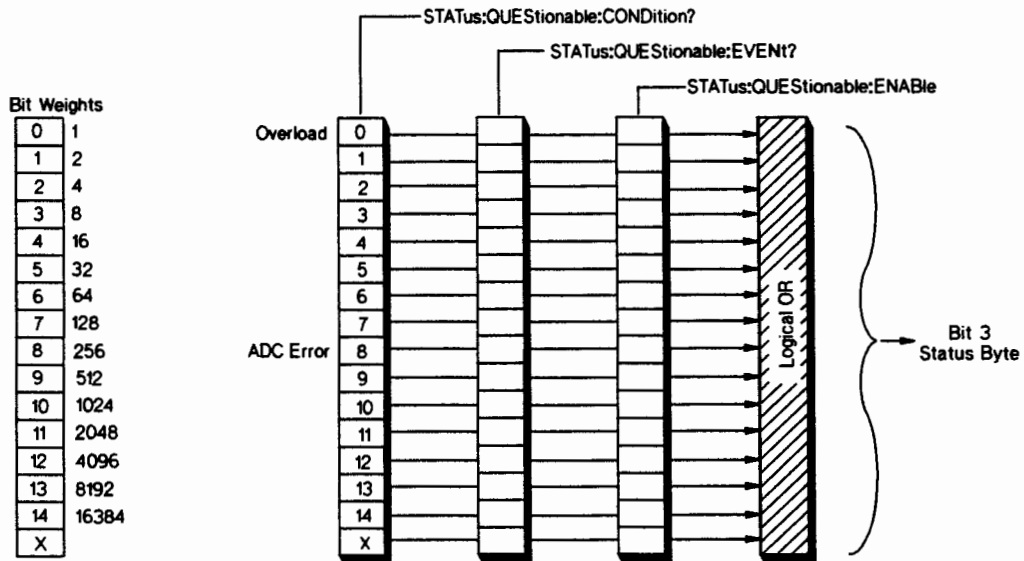 STATus:QUEStionable:CONDition?
STATus:QUEStionable:EVENt?
STATus:QUEStionable:ENABle
Bit Weights
0 1
1 2
2 4
3 8
4 16
5 32
6 64
7 128
8 256
9 512
10 1024
11 2048
12 4096
13 8192
14 16384
X
Overload 0
1
2
3
4
5
6
7
ADC Error 8
9
10
11
12
13
14
X
Logical OR
Bit 3
Status Byte